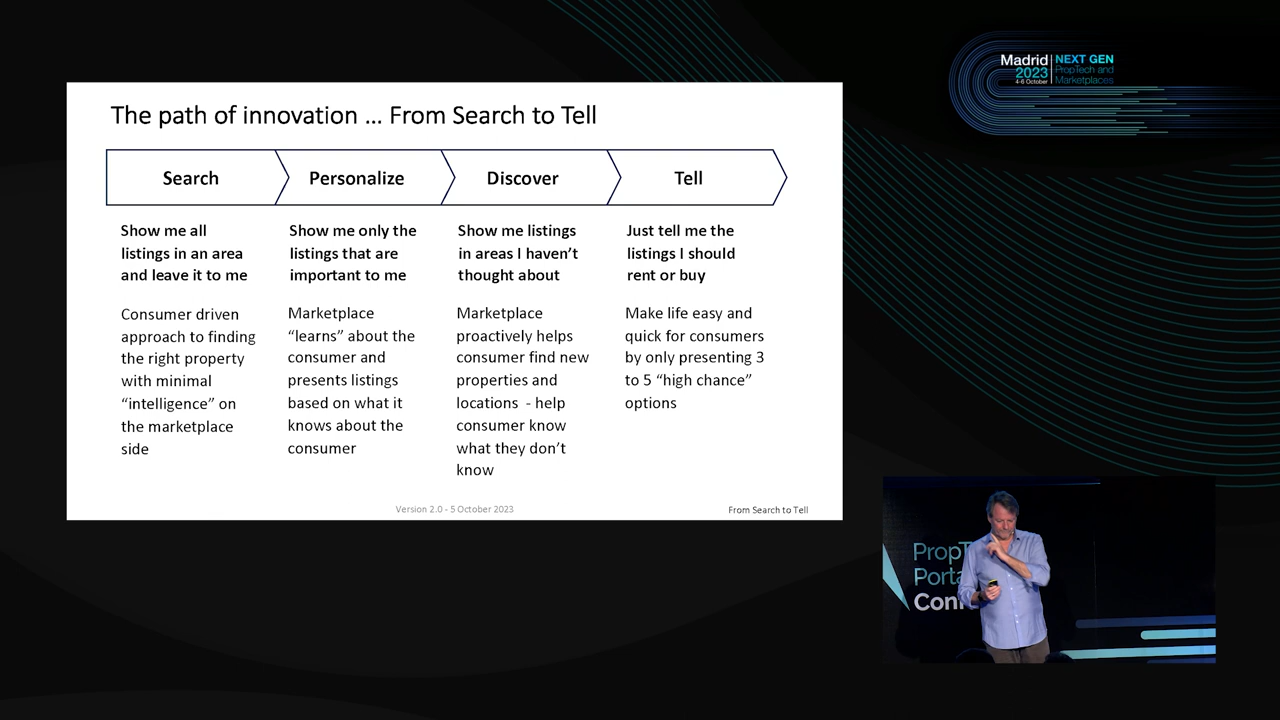 The path of innovation ... From Search to Tell
Search
Personalize
Discover
Tell
Show me all
listings in an area
and leave it to me
Consumer driven
approach to finding
the right property
with minimal
“intelligence” on
the marketplace
side
Show me only the
listings that are
important to me
Marketplace
“learns” about the
consumer and
presents listings
based on what it
knows about the
consumer
Show me listings
in areas I haven’t
thought about
Marketplace
proactively helps
consumer find new
properties and
locations - help
consumer know
what they don’t
know
Just tell me the
listings I should
rent or buy
Make life easy and
quick for consumers
by only presenting 3
to 5 “high chance”
options
Version 2.0 - 5 October 2023
From Search to Tell
Madrid
2023
4-6 October
NEXT GEN
PropTech and
Marketplaces
PropT
Porta
Con